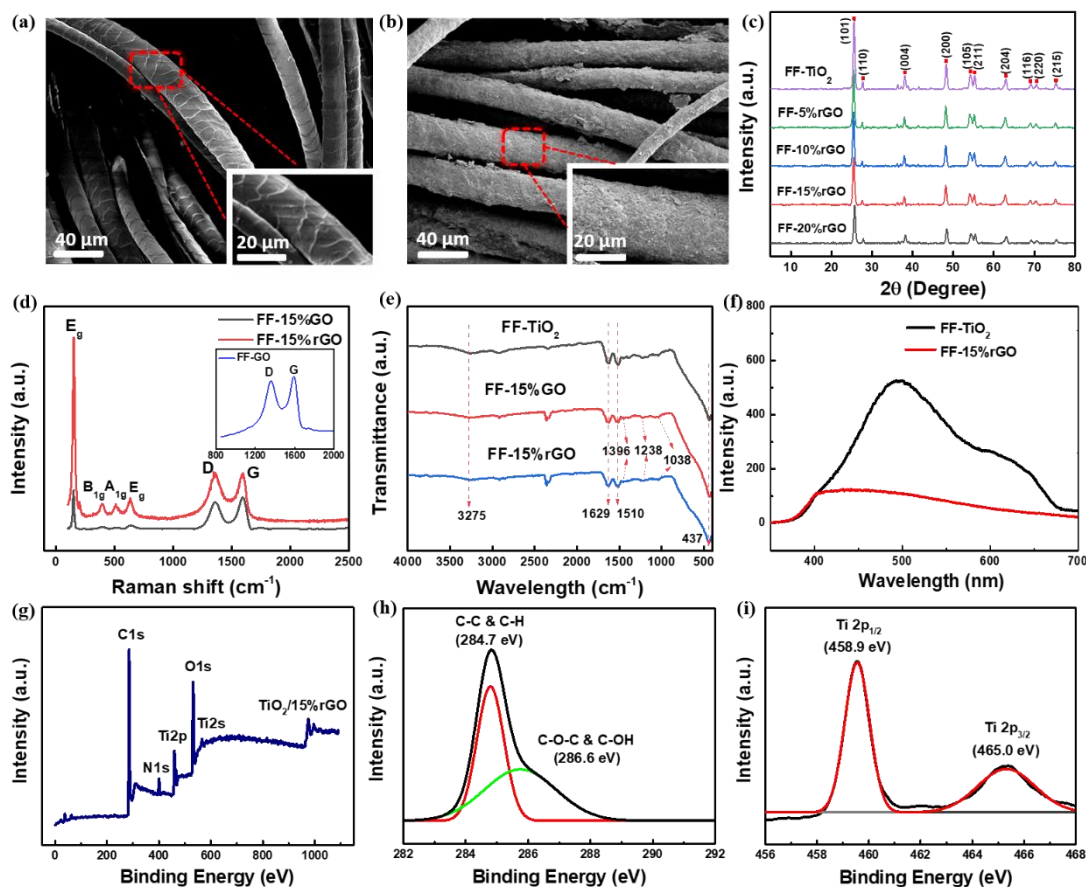 (a)
40 µm
20 µm
(b)
40 µm
20 µm
(c)
Intensity (a.u.)
(101)
(110)
(004)
(200)
(105)
(211)
(204)
(116)
(220)
(215)
FF-TiO2
FF-5%rGO
FF-10%rGO
FF-15%rGO
FF-20%rGO
10 20 30 40 50 60 70 80
2θ (Degree)
(d)
Intensity (a.u.)
Eg
B1g
A1g
Eg
D
G
FF-15%GO
FF-15%rGO
FF-GO
D
G
800 1200 1600 2000
0 500 1000 1500 2000 2500
Raman shift (cm-1)
(e)
Transmittance (a.u.)
FF-TiO2
FF-15%GO
FF-15%rGO
1396
1238
1038
3275
1629
1510
437
4000 3500 3000 2500 2000 1500 1000 500
Wavelength (cm-1)
(f)
Intensity (a.u.)
800
600
400
200
0
FF-TiO2
FF-15%rGO
400 500 600 700
Wavelength (nm)
(g)
Intensity (a.u.)
C1s
N1s
Ti2p
O1s
Ti2s
TiO2/15%rGO
0 200 400 600 800 1000
Binding Energy (eV)
(h)
Intensity (a.u.)
C-C & C-H
(284.7 eV)
C-O-C & C-OH
(286.6 eV)
282 284 286 288 290 292
Binding Energy (eV)
(i)
Intensity (a.u.)
Ti 2p1/2
(458.9 eV)
Ti 2p3/2
(465.0 eV)
456 458 460 462 464 466 468
Binding Energy (eV)